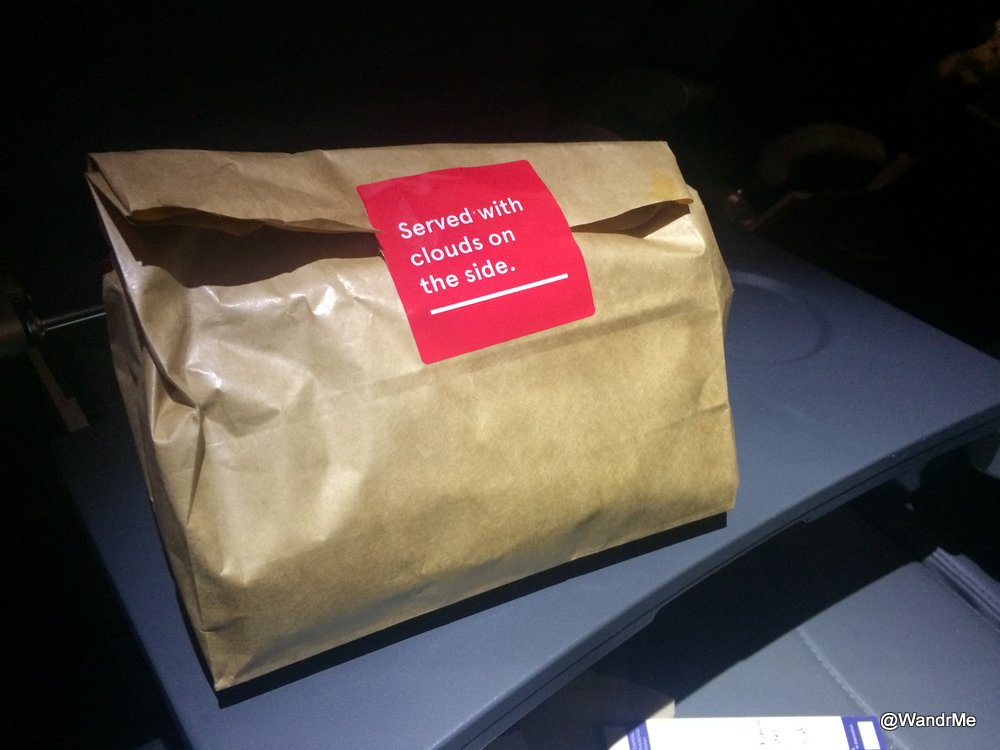 Served with
clouds on
the side.
@WandrMe